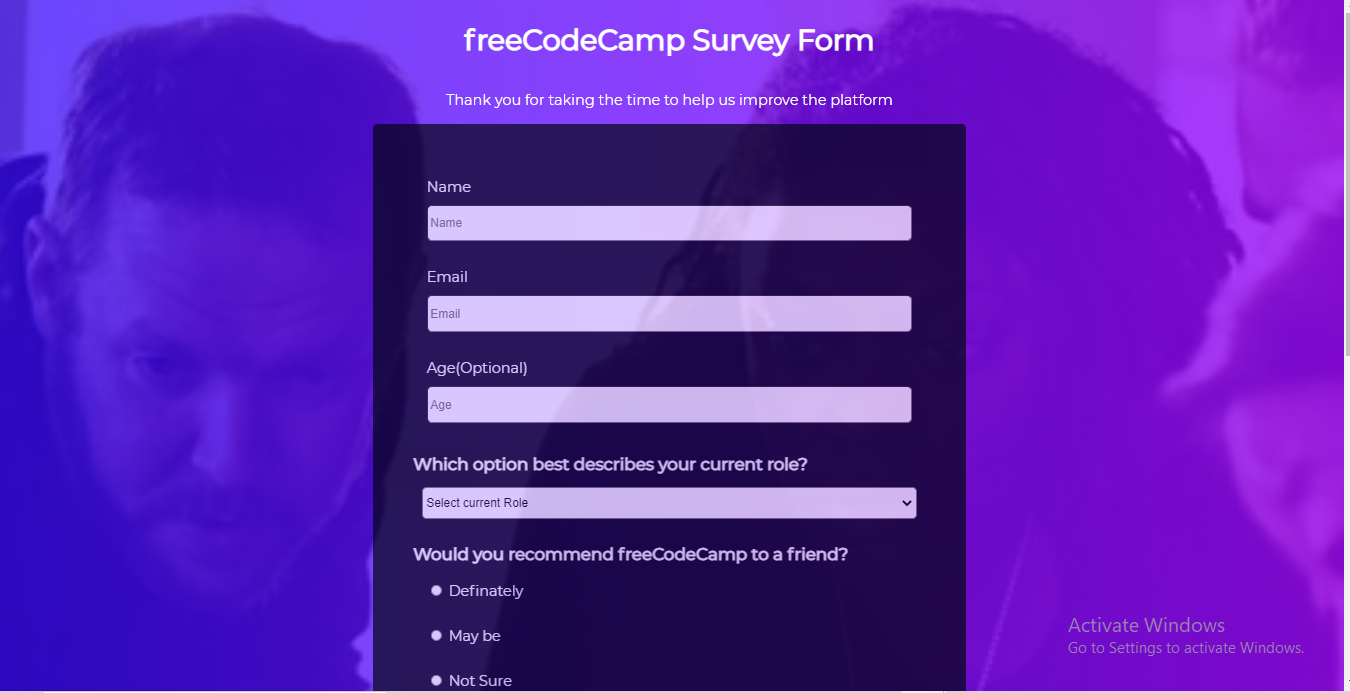 freeCodeCamp Survey Form
Thank you for taking the time to help us improve the platform
Name
Name
Email
Email
Age(Optional)
Age
Which option best describes your current role?
Select current Role
Would you recommend freeCodeCamp to a friend?
Definately
May be
Not Sure
Activate Windows
Go to Settings to activate Windows.